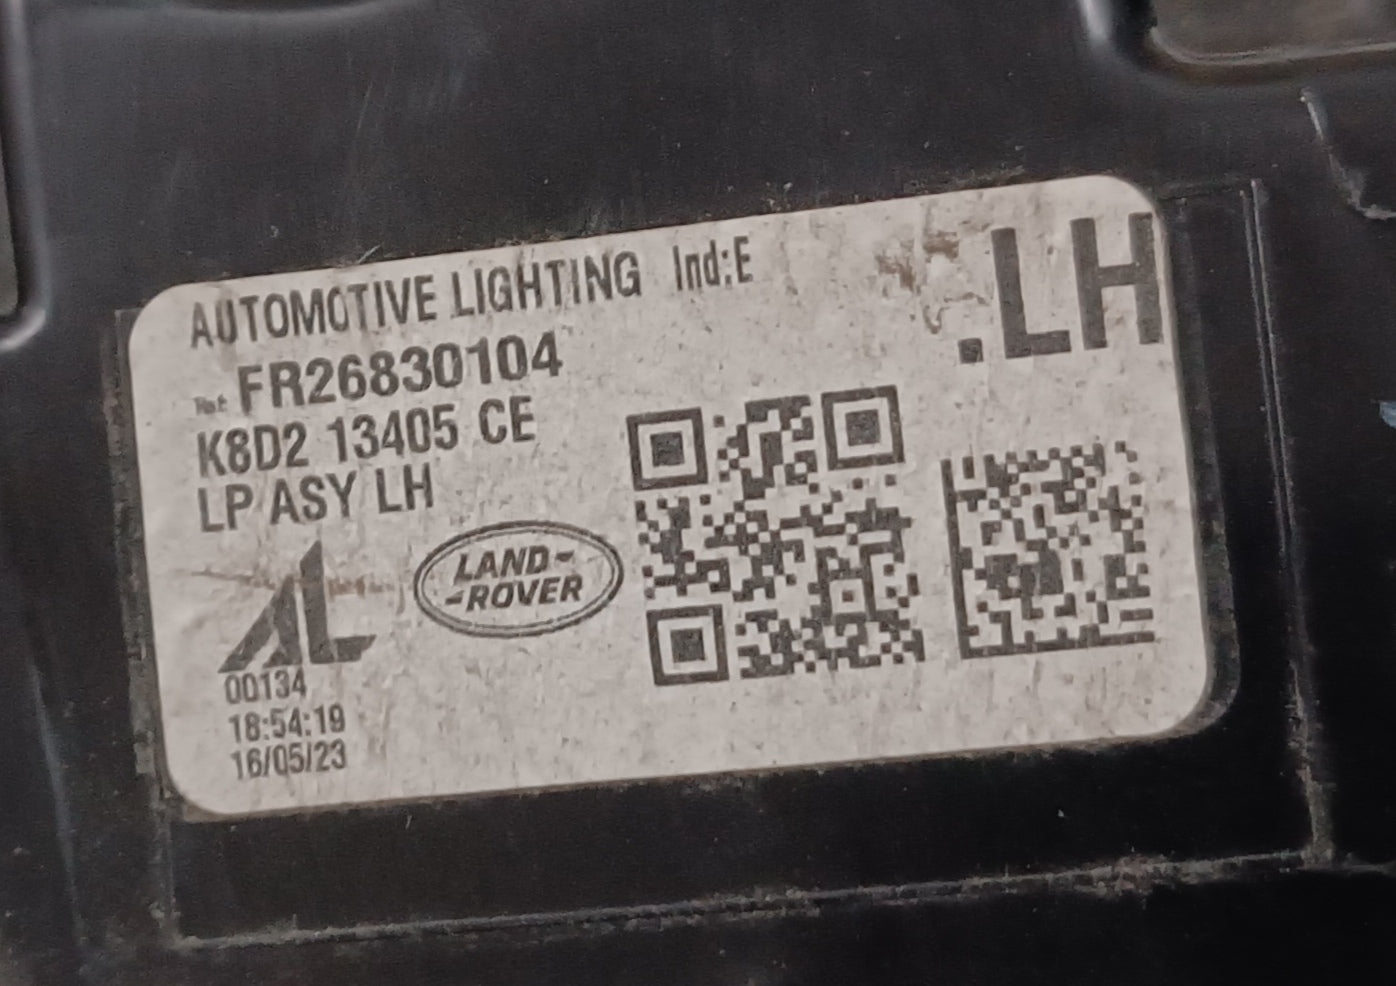 AUTOMOTIVE LIGHTING Ind:E
.LH
Ref: FR26830104
K8D2 13405 CE
LP ASY LH
LAND-
-ROVER
AL
00134
18:54:19
16/05/23